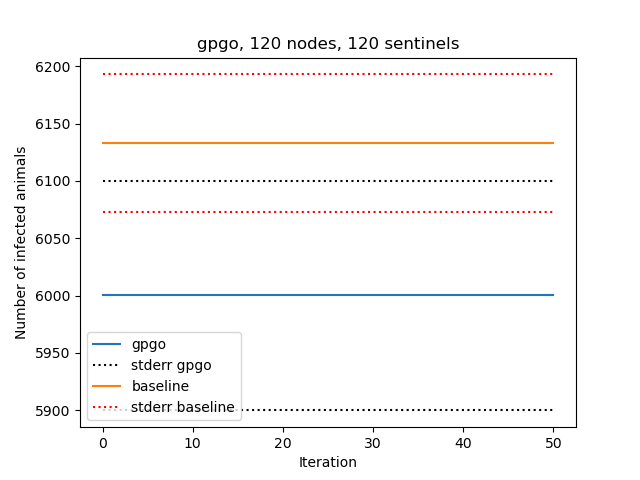 gpgo, 120 nodes, 120 sentinels
6200
6150
6100
6050
6000
5950
5900
Number of infected animals
gpgo
stderr gpgo
baseline
stderr baseline
0 10 20 30 40 50
Iteration